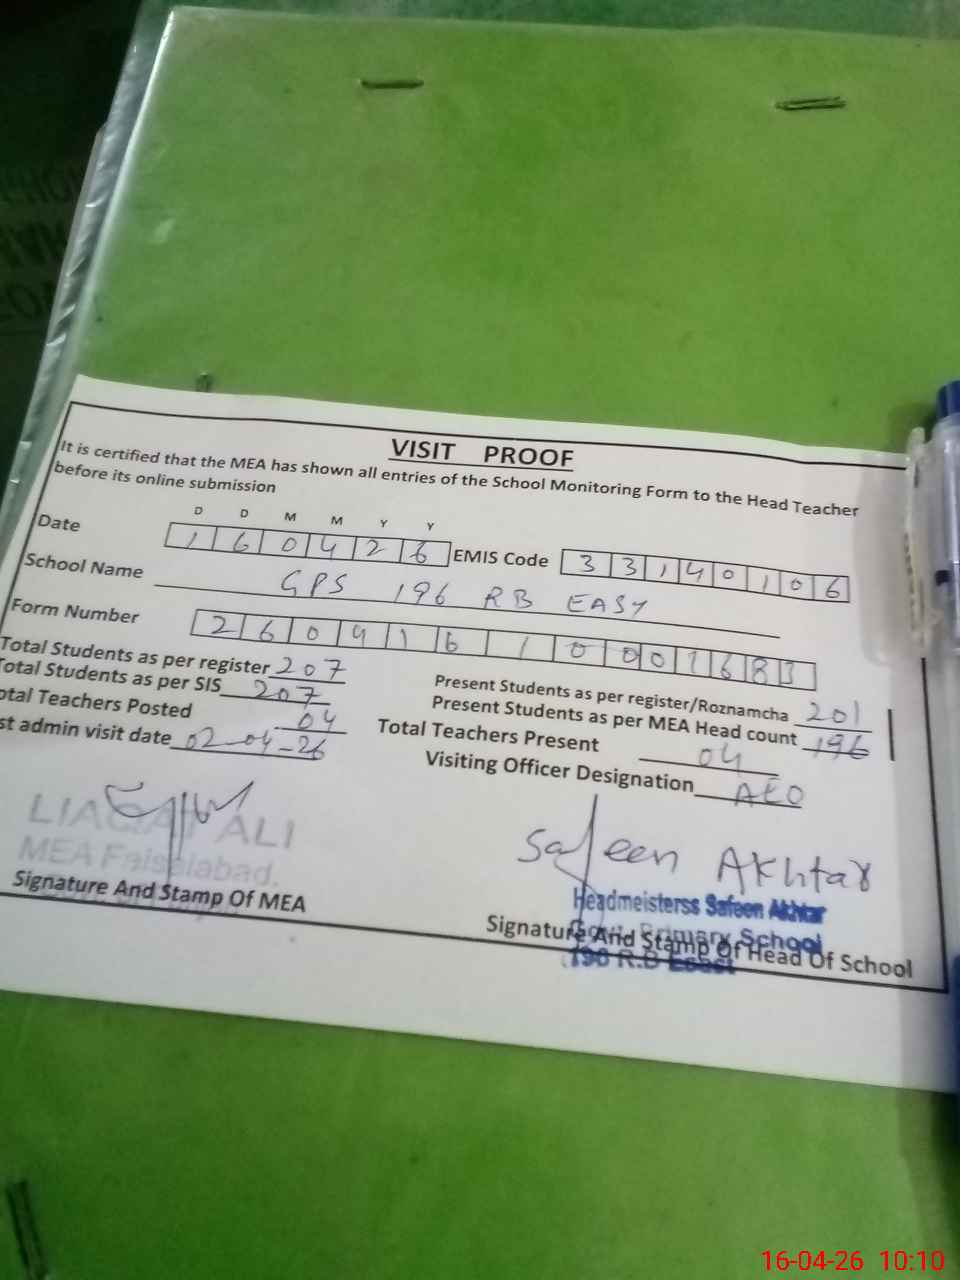 VISIT PROOF
It is certified that the MEA has shown all entries of the School Monitoring Form to the Head Teacher
before its online submission
D D M M Y Y
Date 1 6 0 4 2 6 EMIS Code 3 3 1 4 0 1 0 6
School Name GPS 196 RB EASY
Form Number 2 6 0 4 1 6 1 0 0 0 1 6 8 3
Total Students as per register 207 Present Students as per register/Roznamcha 201
Total Students as per SIS 207 Present Students as per MEA Head count 196
otal Teachers Posted 04 Total Teachers Present 04
st admin visit date 02-04-26 Visiting Officer Designation AEO
LIAQAT ALI
MEA Faisalabad.
Signature And Stamp Of MEA
Safeen Akhtar
Headmeisterss Safeen Akhtar
Govt. Primary School
196 R.B Eeast
Signature And Stamp Of Head Of School
16-04-26 10:10